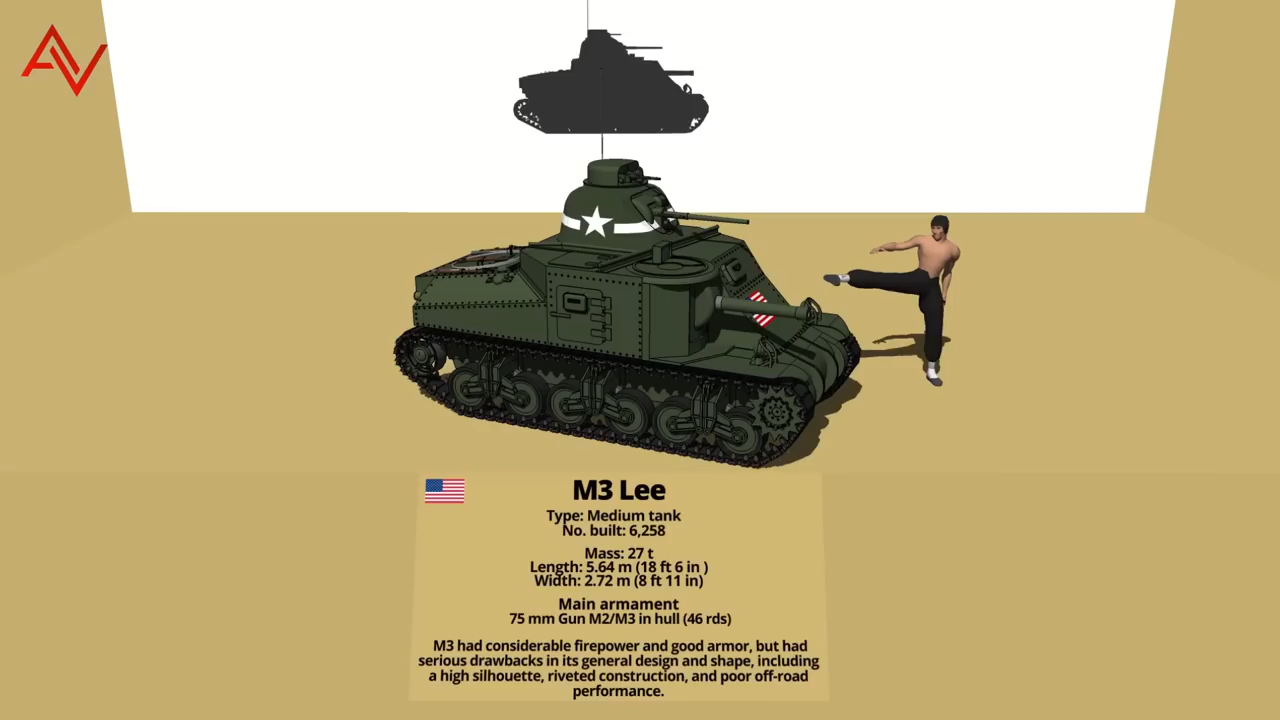 AV
M3 Lee
Type: Medium tank
No. built: 6,258
Mass: 27 t
Length: 5.64 m (18 ft 6 in )
Width: 2.72 m (8 ft 11 in)
Main armament
75 mm Gun M2/M3 in hull (46 rds)
M3 had considerable firepower and good armor, but had
serious drawbacks in its general design and shape, including
a high silhouette, riveted construction, and poor off-road
performance.